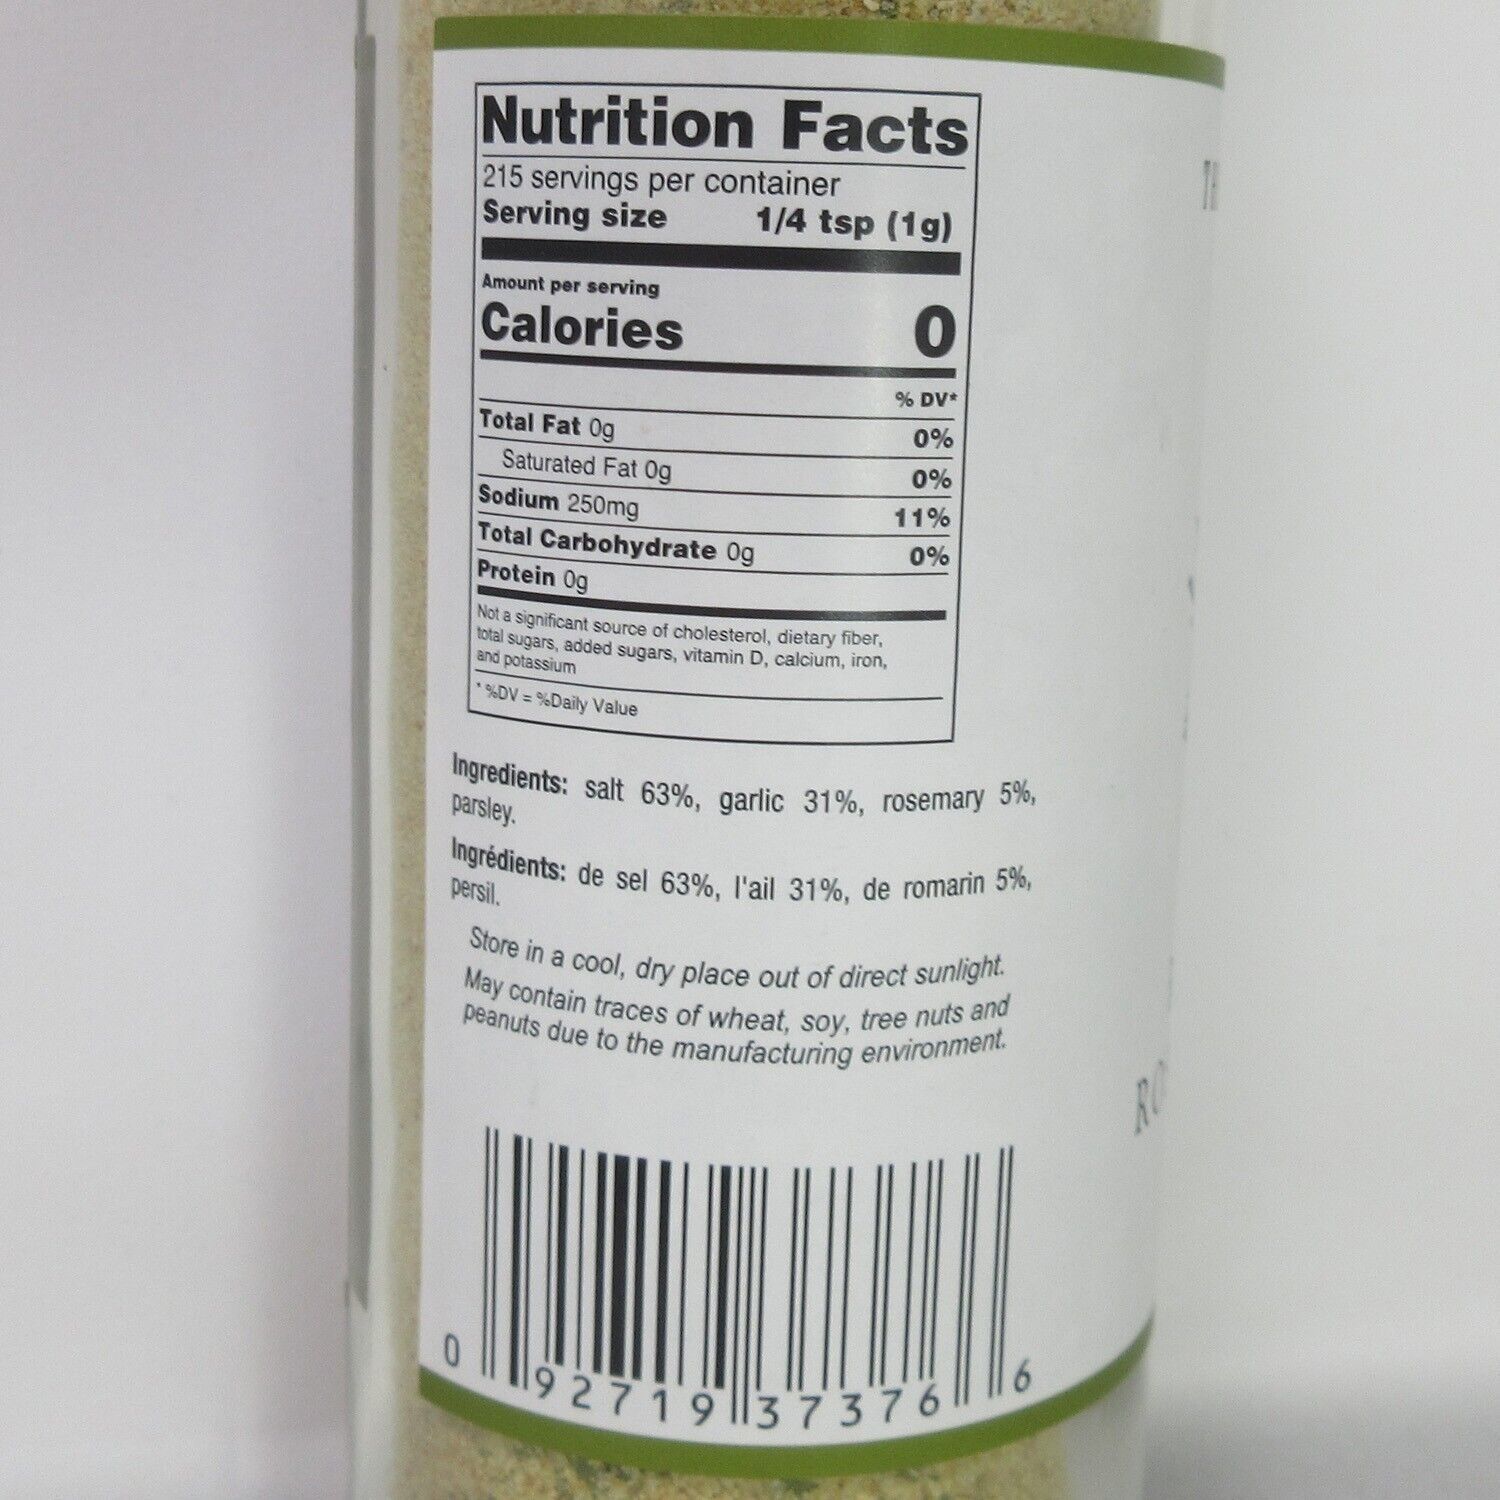 Nutrition Facts
215 servings per container
Serving size 1/4 tsp (1g)
Amount per serving
Calories 0
% DV*
Total Fat 0g 0%
Saturated Fat 0g 0%
Sodium 250mg 11%
Total Carbohydrate 0g 0%
Protein 0g
Not a significant source of cholesterol, dietary fiber,
total sugars, added sugars, vitamin D, calcium, iron,
and potassium
* %DV = %Daily Value
Ingredients: salt 63%, garlic 31%, rosemary 5%,
parsley.
Ingrédients: de sel 63%, l'ail 31%, de romarin 5%,
persil.
Store in a cool, dry place out of direct sunlight.
May contain traces of wheat, soy, tree nuts and
peanuts due to the manufacturing environment.
0 92719 37376 6